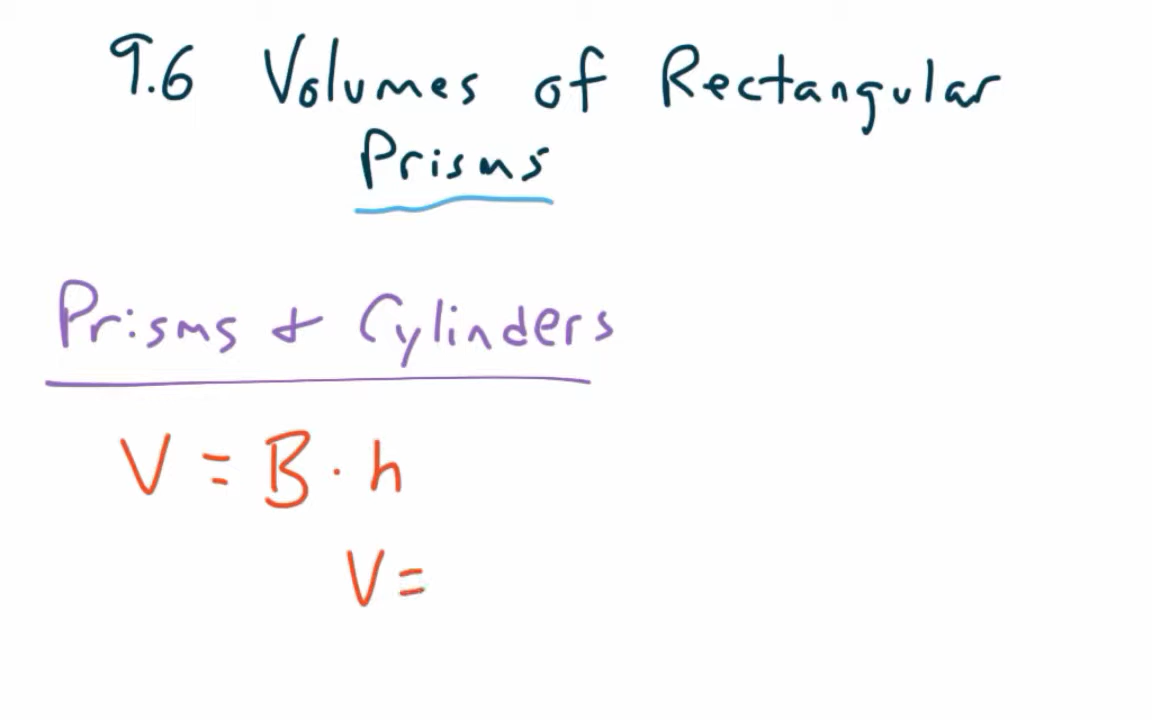 9.6 Volumes of Rectangular
Prisms
Prisms + Cylinders
V = B · h
V =